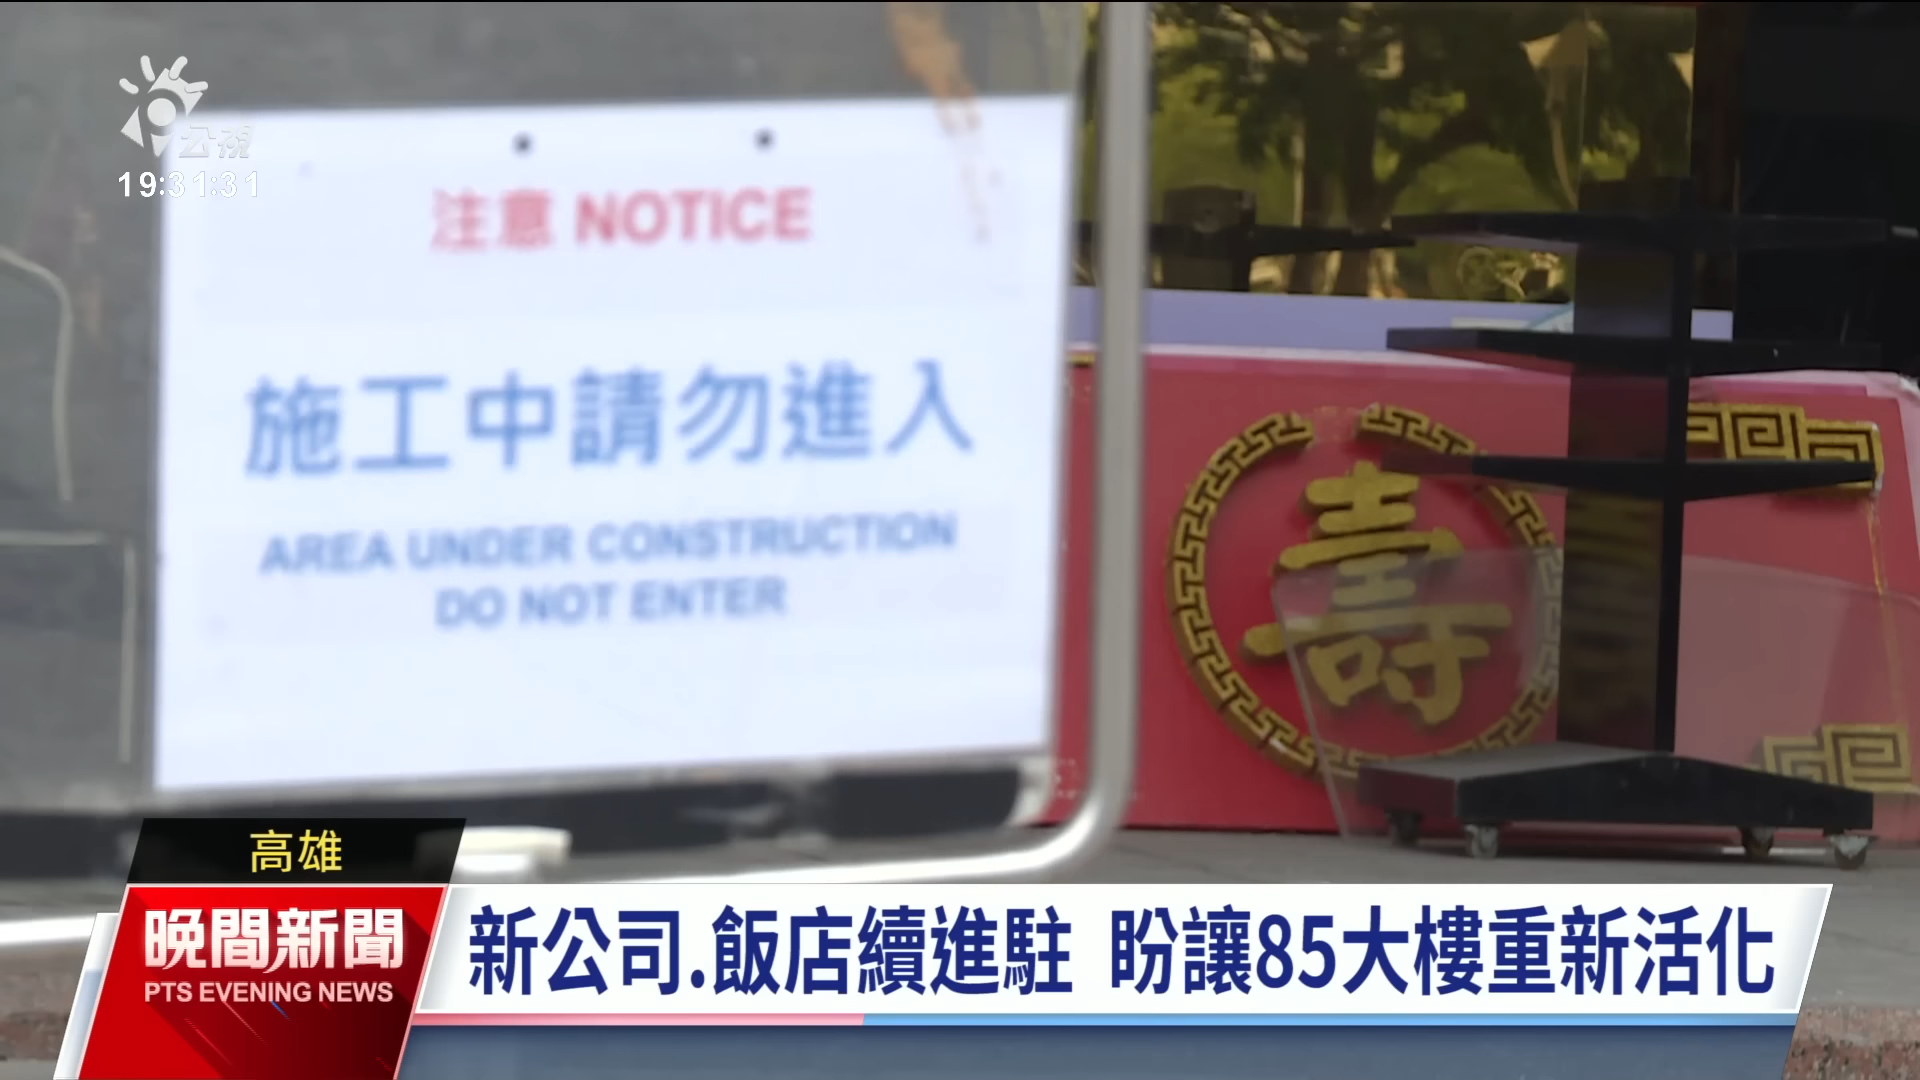 公視
19:31:31
注意 NOTICE
施工中請勿進入
AREA UNDER CONSTRUCTION
DO NOT ENTER
壽
高雄
晚間新聞
PTS EVENING NEWS
新公司.飯店續進駐 盼讓85大樓重新活化